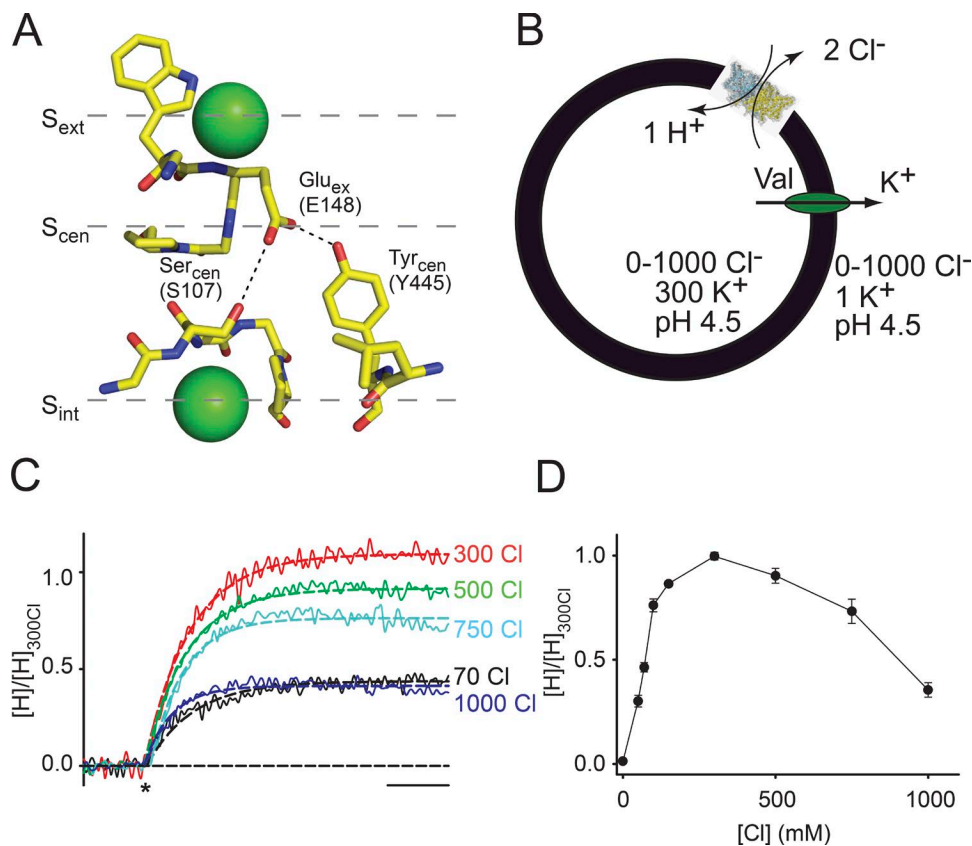 A
S_ext
S_cen
S_int
Glu_ex
(E148)
Ser_cen
(S107)
Tyr_cen
(Y445)
B
2 Cl⁻
1 H⁺
Val
K⁺
0-1000 Cl⁻
300 K⁺
pH 4.5
0-1000 Cl⁻
1 K⁺
pH 4.5
C
[H]/[H]_300Cl
1.0
0.5
0.0
*
300 Cl
500 Cl
750 Cl
70 Cl
1000 Cl
D
[H]/[H]_300Cl
1.0
0.5
0.0
0
500
1000
[Cl] (mM)